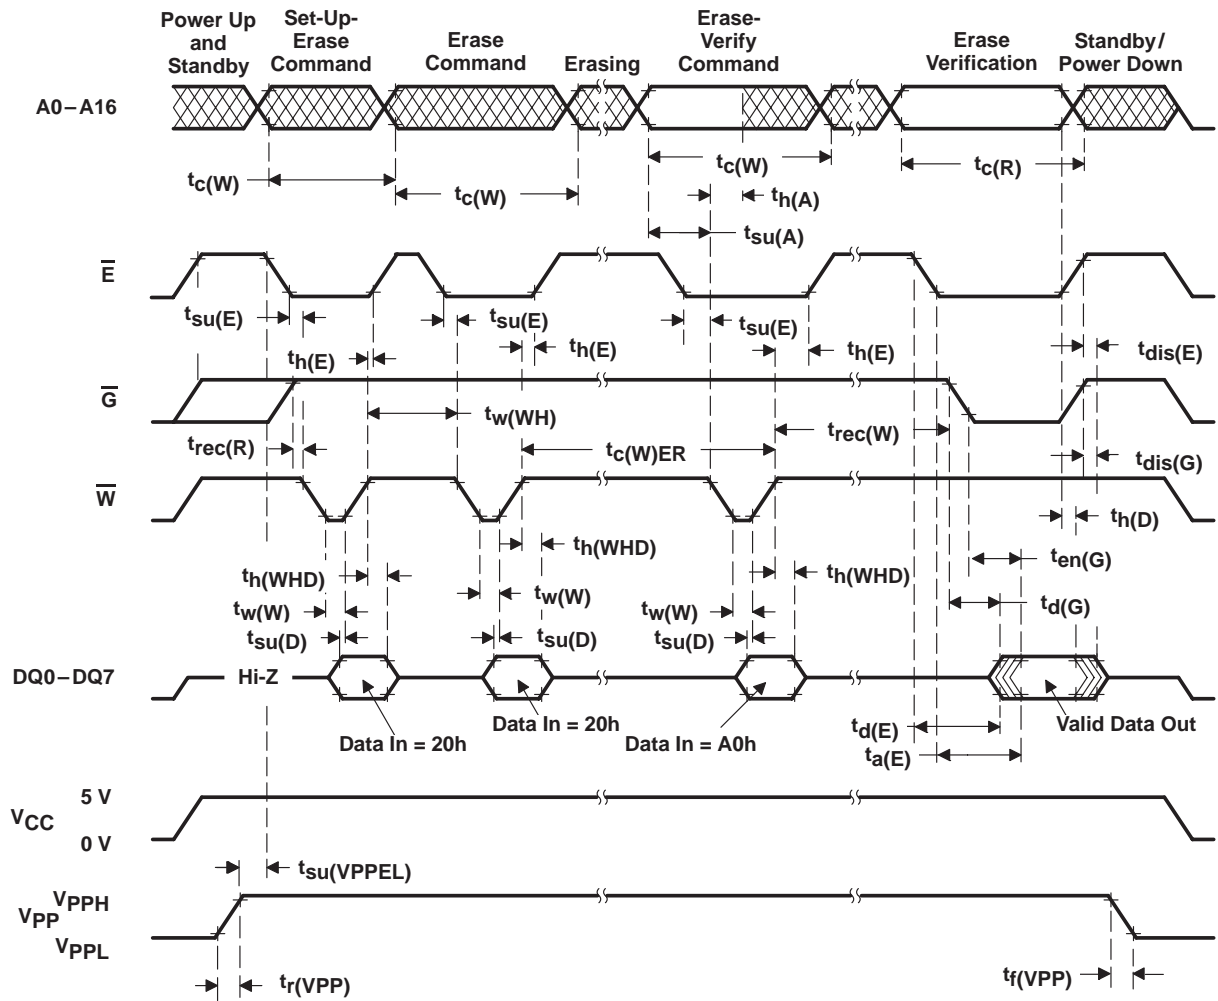 Power Up
and
Standby
Set-Up-
Erase
Command
Erase
Command
Erasing
Erase-
Verify
Command
Erase
Verification
Standby/
Power Down
A0–A16
tc(W)
tc(W)
tc(W)
th(A)
tsu(A)
tc(R)
E
tsu(E)
tsu(E)
tsu(E)
th(E)
th(E)
th(E)
tdis(E)
G
tw(WH)
trec(R)
tc(W)ER
trec(W)
tdis(G)
W
th(D)
th(WHD)
th(WHD)
th(WHD)
ten(G)
tw(W)
tw(W)
tw(W)
td(G)
tsu(D)
tsu(D)
tsu(D)
DQ0–DQ7
Hi-Z
Data In = 20h
Data In = 20h
Data In = A0h
Valid Data Out
td(E)
ta(E)
5 V
VCC
0 V
tsu(VPPEL)
VPPH
VPP
VPPL
tr(VPP)
tf(VPP)